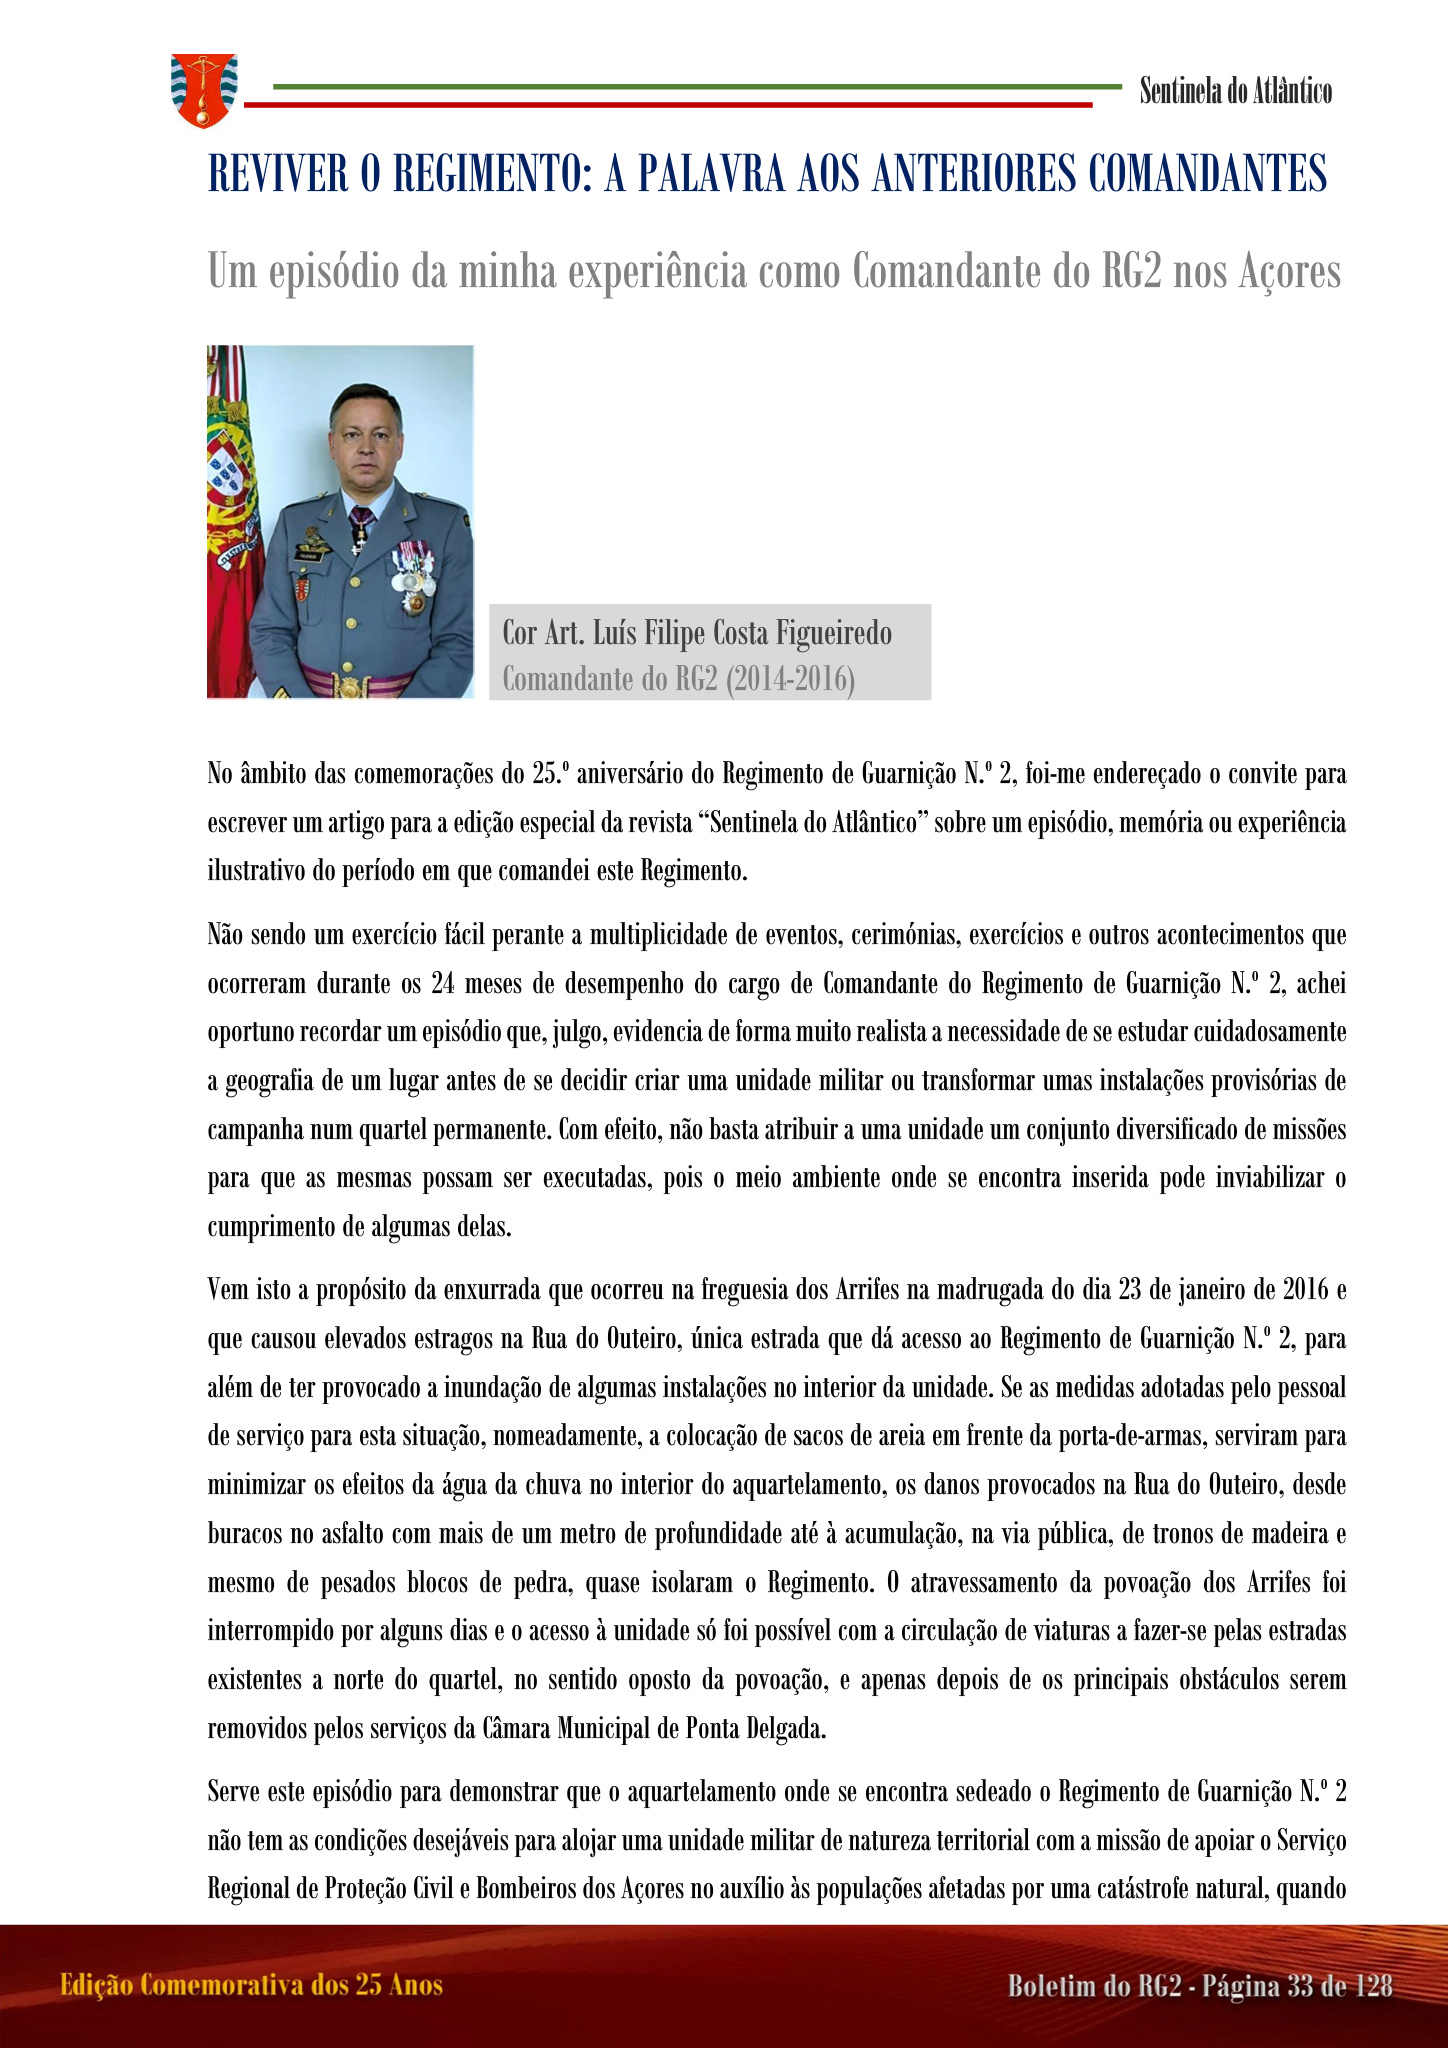 Sentinela do Atlântico
REVIVER O REGIMENTO: A PALAVRA AOS ANTERIORES COMANDANTES
Um episódio da minha experiência como Comandante do RG2 nos Açores
Cor Art. Luís Filipe Costa Figueiredo
Comandante do RG2 (2014-2016)
No âmbito das comemorações do 25.º aniversário do Regimento de Guarnição N.º 2, foi-me endereçado o convite para
escrever um artigo para a edição especial da revista “Sentinela do Atlântico” sobre um episódio, memória ou experiência
ilustrativo do período em que comandei este Regimento.
Não sendo um exercício fácil perante a multiplicidade de eventos, cerimónias, exercícios e outros acontecimentos que
ocorreram durante os 24 meses de desempenho do cargo de Comandante do Regimento de Guarnição N.º 2, achei
oportuno recordar um episódio que, julgo, evidencia de forma muito realista a necessidade de se estudar cuidadosamente
a geografia de um lugar antes de se decidir criar uma unidade militar ou transformar umas instalações provisórias de
campanha num quartel permanente. Com efeito, não basta atribuir a uma unidade um conjunto diversificado de missões
para que as mesmas possam ser executadas, pois o meio ambiente onde se encontra inserida pode inviabilizar o
cumprimento de algumas delas.
Vem isto a propósito da enxurrada que ocorreu na freguesia dos Arrifes na madrugada do dia 23 de janeiro de 2016 e
que causou elevados estragos na Rua do Outeiro, única estrada que dá acesso ao Regimento de Guarnição N.º 2, para
além de ter provocado a inundação de algumas instalações no interior da unidade. Se as medidas adotadas pelo pessoal
de serviço para esta situação, nomeadamente, a colocação de sacos de areia em frente da porta-de-armas, serviram para
minimizar os efeitos da água da chuva no interior do aquartelamento, os danos provocados na Rua do Outeiro, desde
buracos no asfalto com mais de um metro de profundidade até à acumulação, na via pública, de tronos de madeira e
mesmo de pesados blocos de pedra, quase isolaram o Regimento. O atravessamento da povoação dos Arrifes foi
interrompido por alguns dias e o acesso à unidade só foi possível com a circulação de viaturas a fazer-se pelas estradas
existentes a norte do quartel, no sentido oposto da povoação, e apenas depois de os principais obstáculos serem
removidos pelos serviços da Câmara Municipal de Ponta Delgada.
Serve este episódio para demonstrar que o aquartelamento onde se encontra sedeado o Regimento de Guarnição N.º 2
não tem as condições desejáveis para alojar uma unidade militar de natureza territorial com a missão de apoiar o Serviço
Regional de Proteção Civil e Bombeiros dos Açores no auxílio às populações afetadas por uma catástrofe natural, quando
Edição Comemorativa dos 25 Anos
Boletim do RG2 - Página 33 de 128